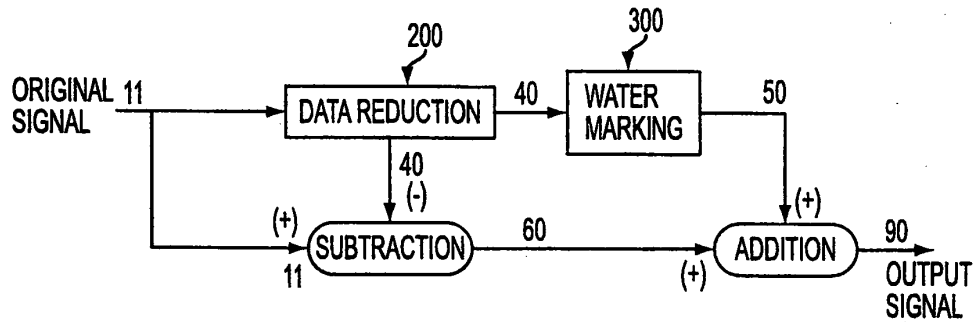 200
300
ORIGINAL 11
SIGNAL
DATA REDUCTION
40
WATER
MARKING
50
40
(-)
(+)
SUBTRACTION
11
60
(+)
(+)
ADDITION
90
OUTPUT
SIGNAL